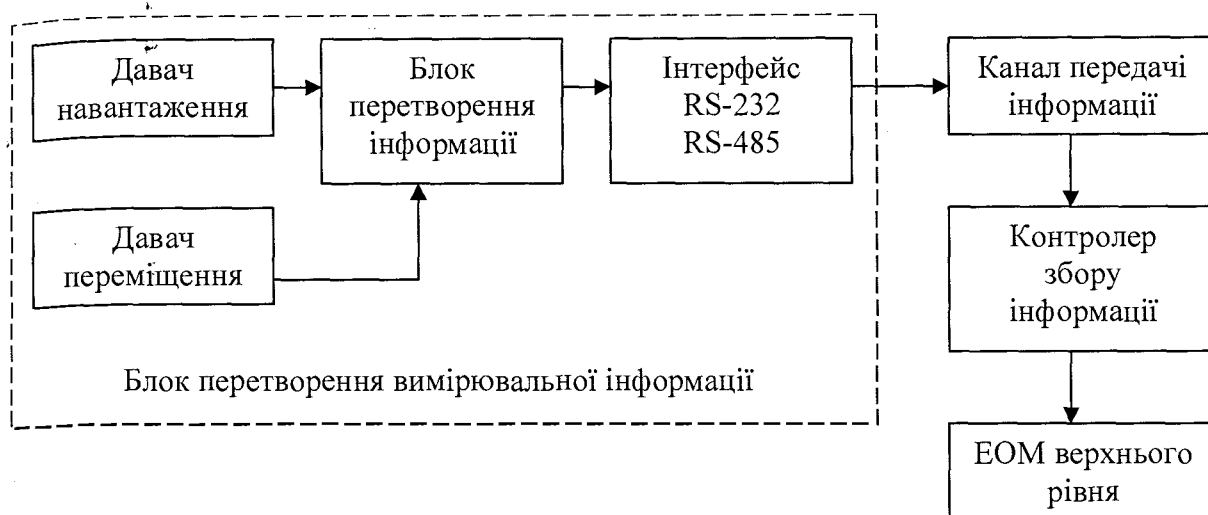 Давач
навантаження
Блок
перетворення
інформації
Інтерфейс
RS-232
RS-485
Канал передачі
інформації
Давач
переміщення
Контролер
збору
інформації
Блок перетворення вимірювальної інформації
ЕОМ верхнього
рівня